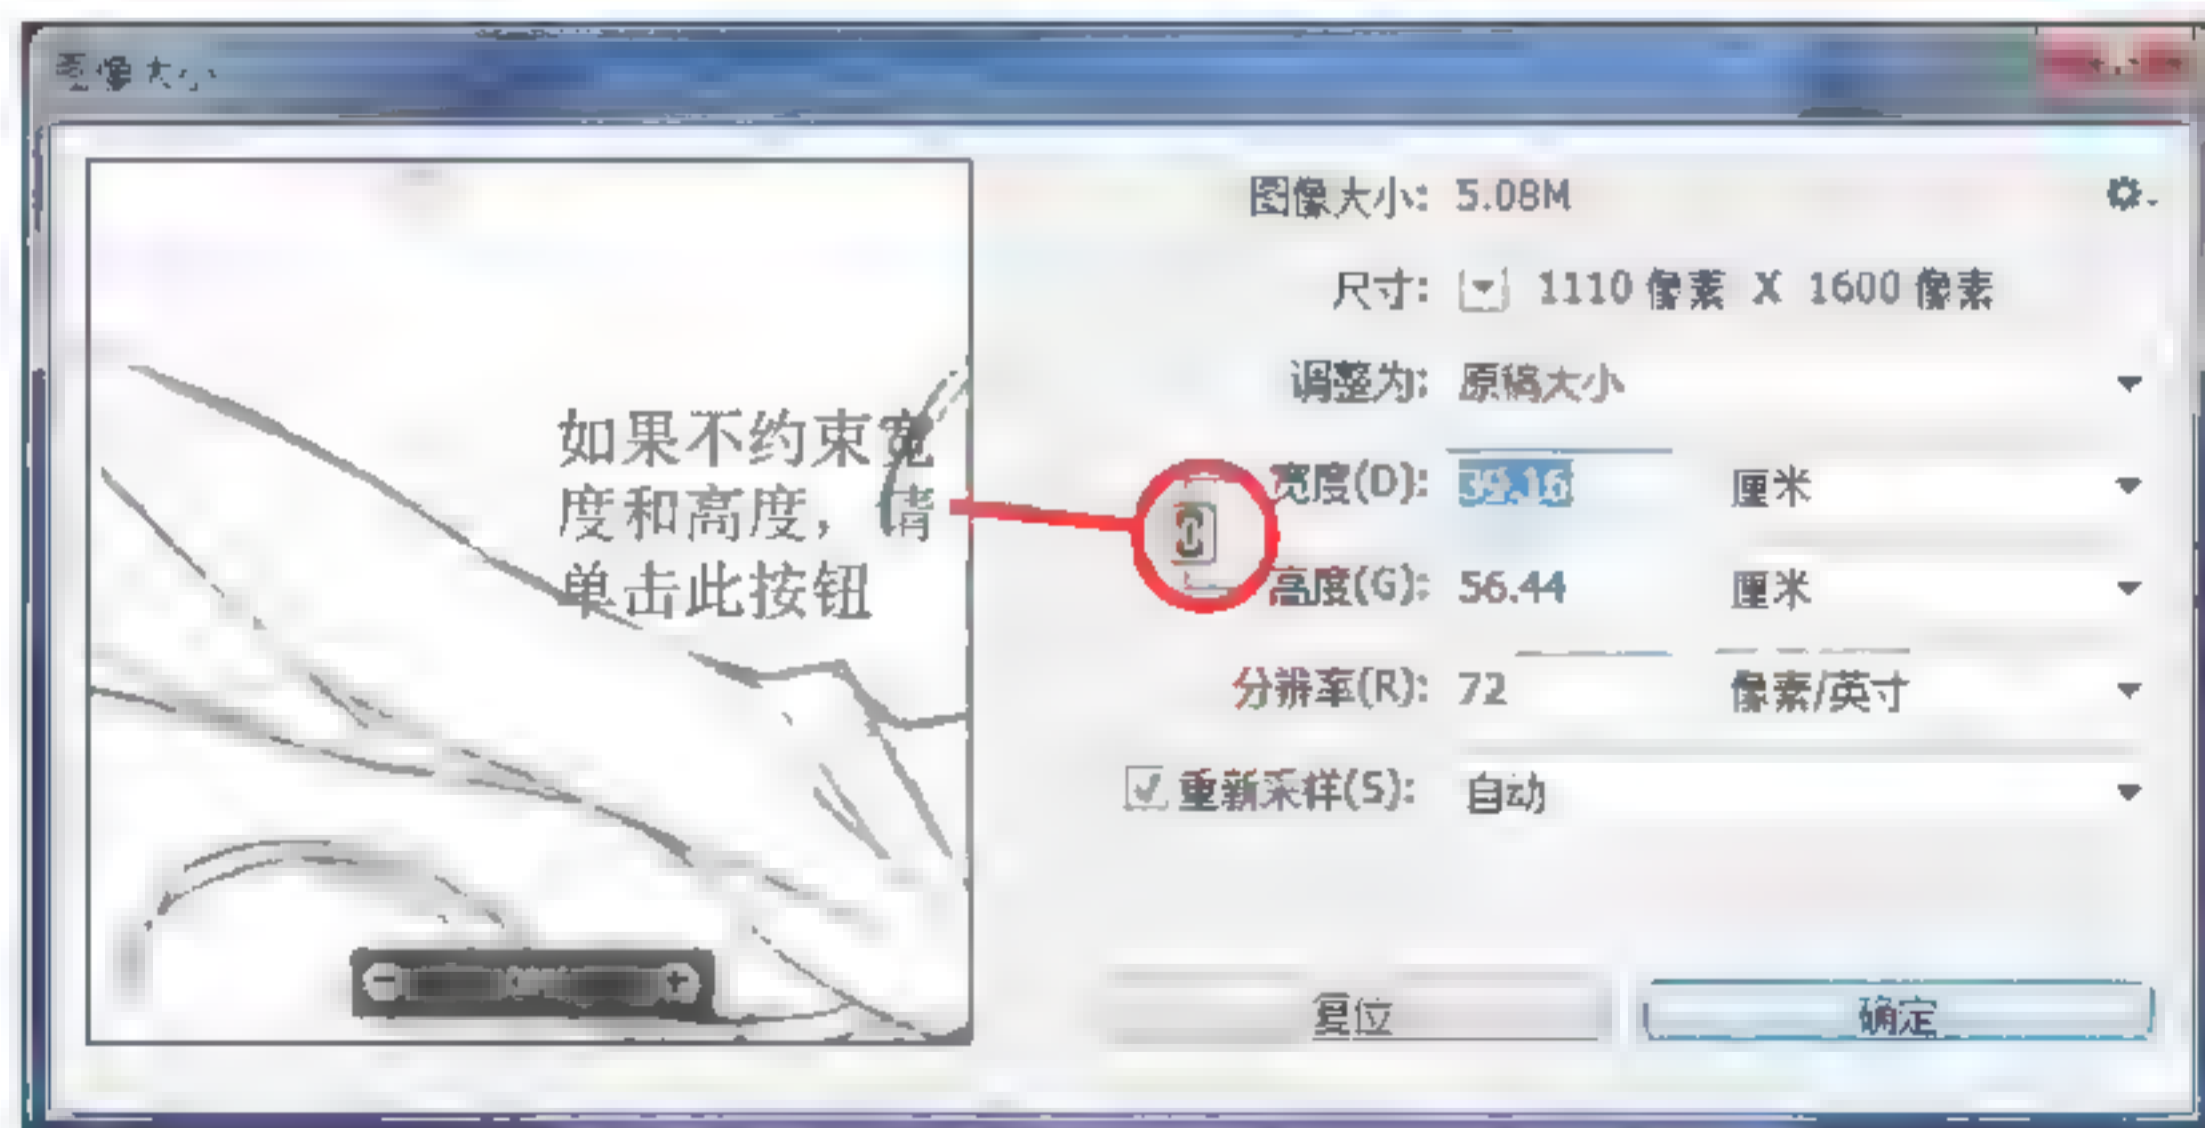 图像大小
图像大小: 5.08M
尺寸: 1110 像素 X 1600 像素
调整为: 原稿大小
如果不约束宽
度和高度，请
单击此按钮
宽度(D): 39.16 厘米
高度(G): 56.44 厘米
分辨率(R): 72 像素/英寸
重新采样(S): 自动
复位 确定